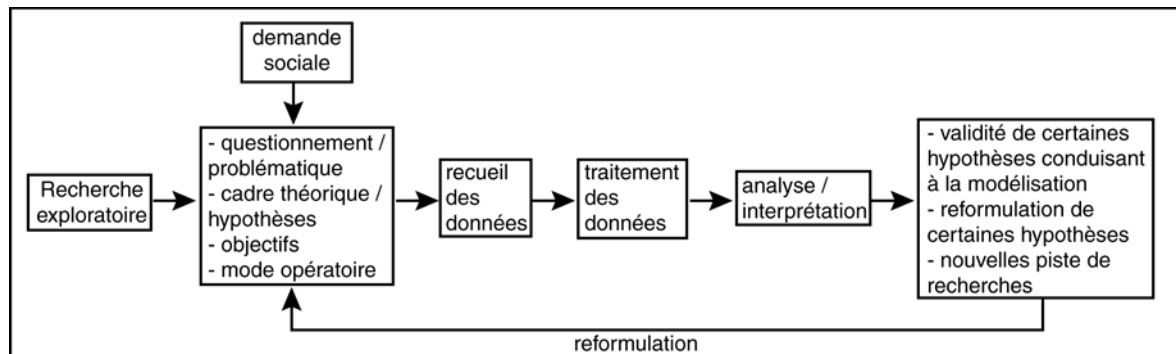 demande
sociale
Recherche
exploratoire
- questionnement /
problématique
- cadre théorique /
hypothèses
- objectifs
- mode opératoire
recueil
des
données
traitement
des
données
analyse /
interprétation
- validité de certaines
hypothèses conduisant
à la modélisation
- reformulation de
certaines hypothèses
- nouvelles piste de
recherches
reformulation